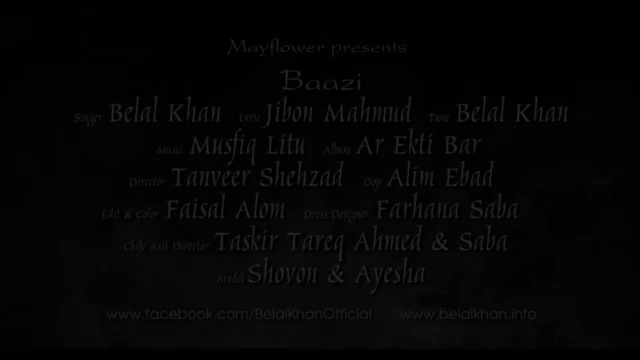 Mayflower presents
Baazi
Singer Belal Khan Lyric Jibon Mahmud Tune Belal Khan
Music Musfiq Litu Album Ar Ekti Bar
Director Tanveer Shehzad Dop Alim Ebad
Edit & Color Faisal Alom Dress Designer Farhana Saba
Chife Asst Director Taskir Tareq Ahmed & Saba
Model Shovon & Ayesha
www.facebook.com/BelalKhanOfficial www.belalkhan.info